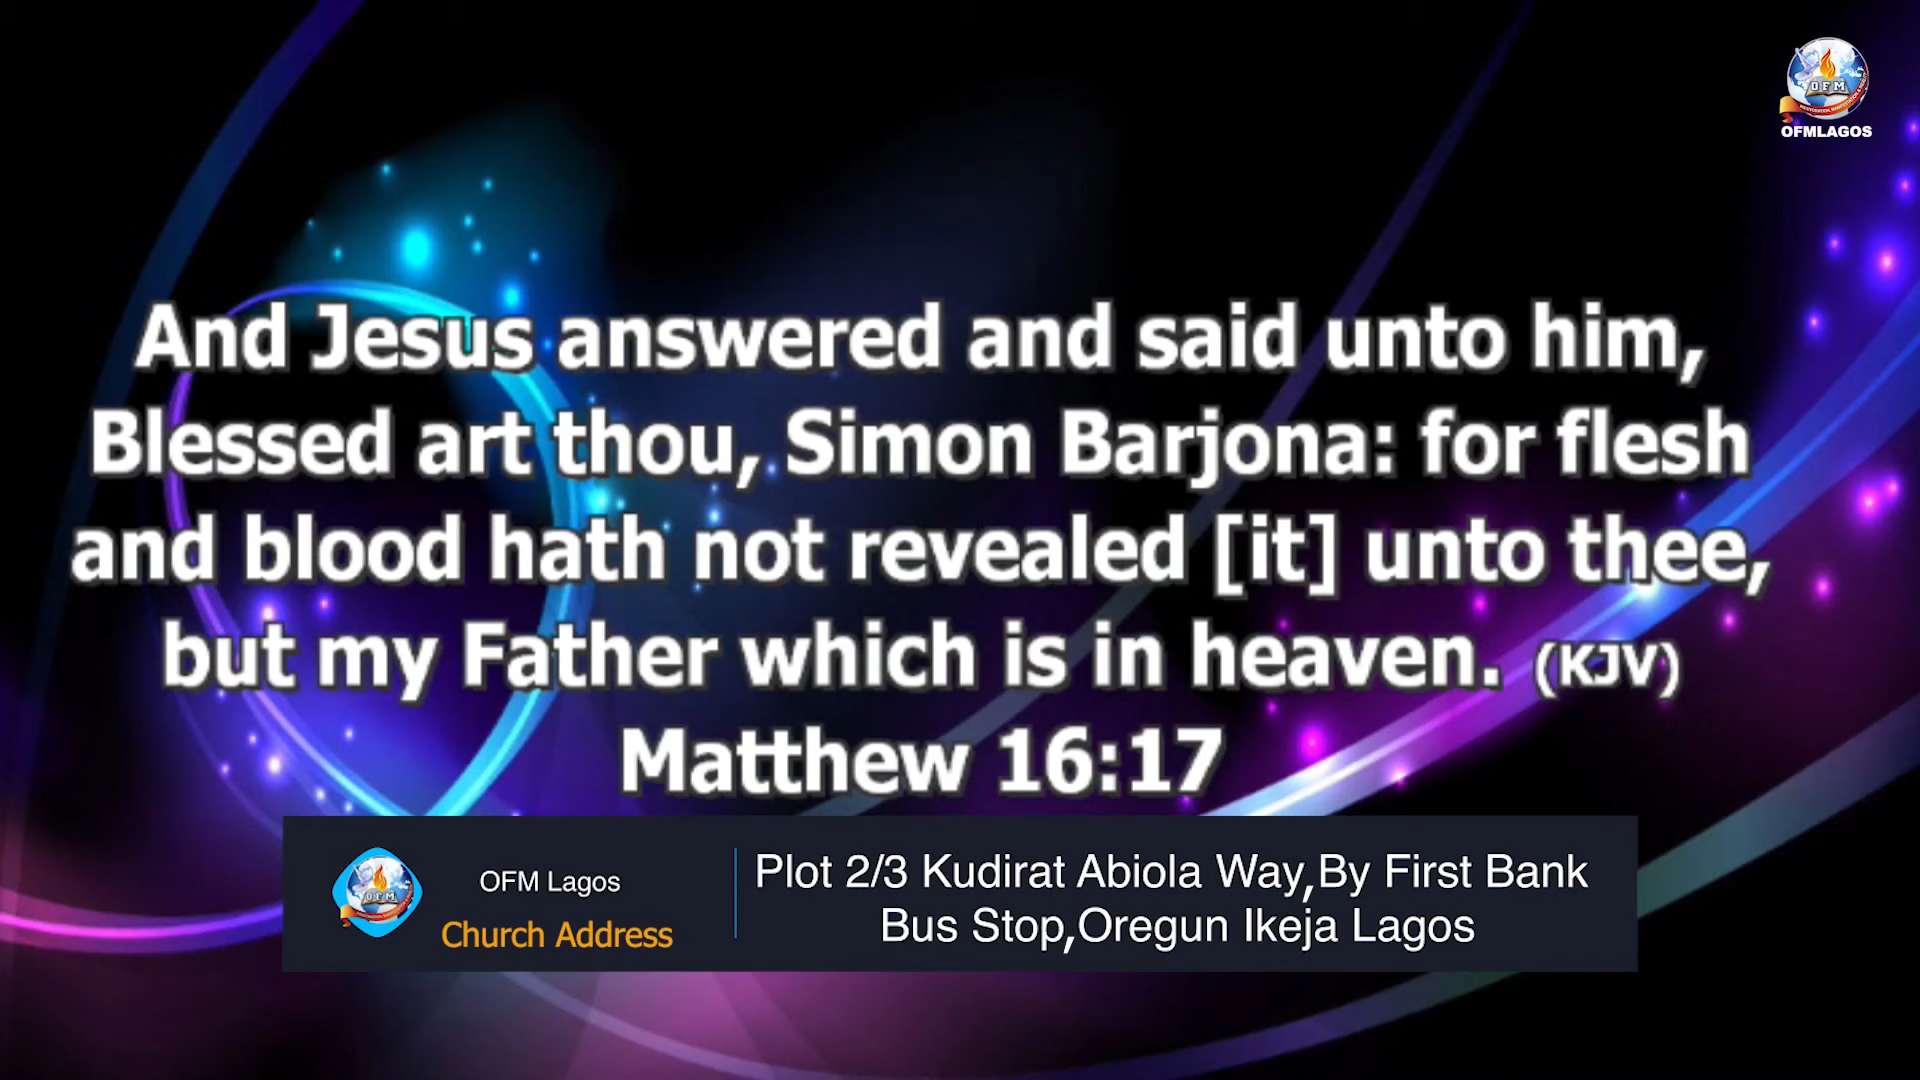 OFM
OFMLAGOS
And Jesus answered and said unto him,
Blessed art thou, Simon Barjona: for flesh
and blood hath not revealed [it] unto thee,
but my Father which is in heaven. (KJV)
Matthew 16:17
OFM
OFM Lagos
Church Address
Plot 2/3 Kudirat Abiola Way,By First Bank
Bus Stop,Oregun Ikeja Lagos